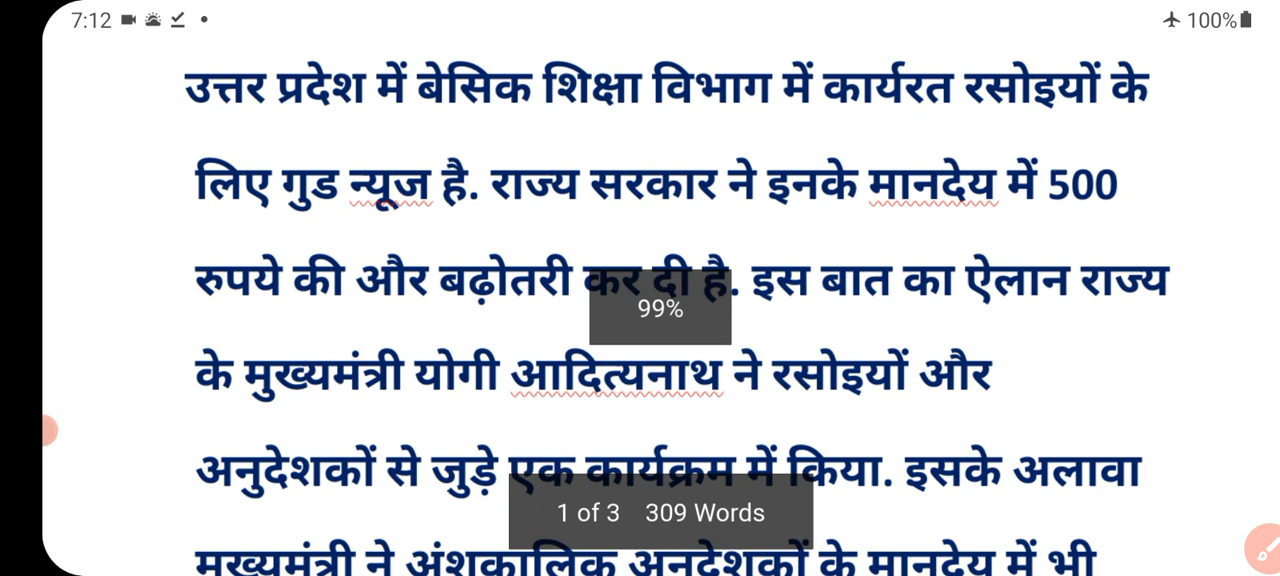 7:12 100%
उत्तर प्रदेश में बेसिक शिक्षा विभाग में कार्यरत रसोइयों के
लिए गुड न्यूज है. राज्य सरकार ने इनके मानदेय में 500
रुपये की और बढ़ोतरी कर दी है. इस बात का ऐलान राज्य
99%
के मुख्यमंत्री योगी आदित्यनाथ ने रसोइयों और
अनुदेशकों से जुड़े एक कार्यक्रम में किया. इसके अलावा
1 of 3 309 Words
मुख्यमंत्री ने अंशकालिक अनुदेशकों के मानदेय में भी